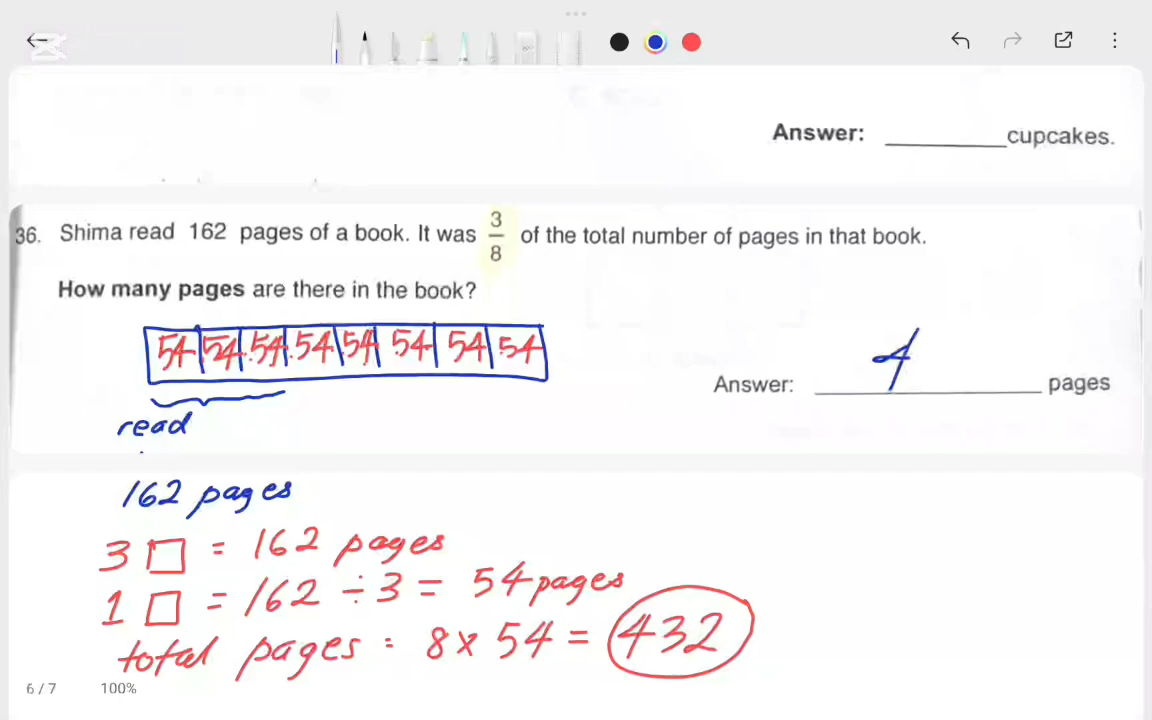 Answer: ________ cupcakes.
36. Shima read 162 pages of a book. It was 3/8 of the total number of pages in that book.
How many pages are there in the book?
54 54 54 54 54 54 54 54
Answer: 4 pages
read
162 pages
3 □ = 162 pages
1 □ = 162 ÷ 3 = 54 pages
total pages = 8 x 54 = 432
6 / 7 100%